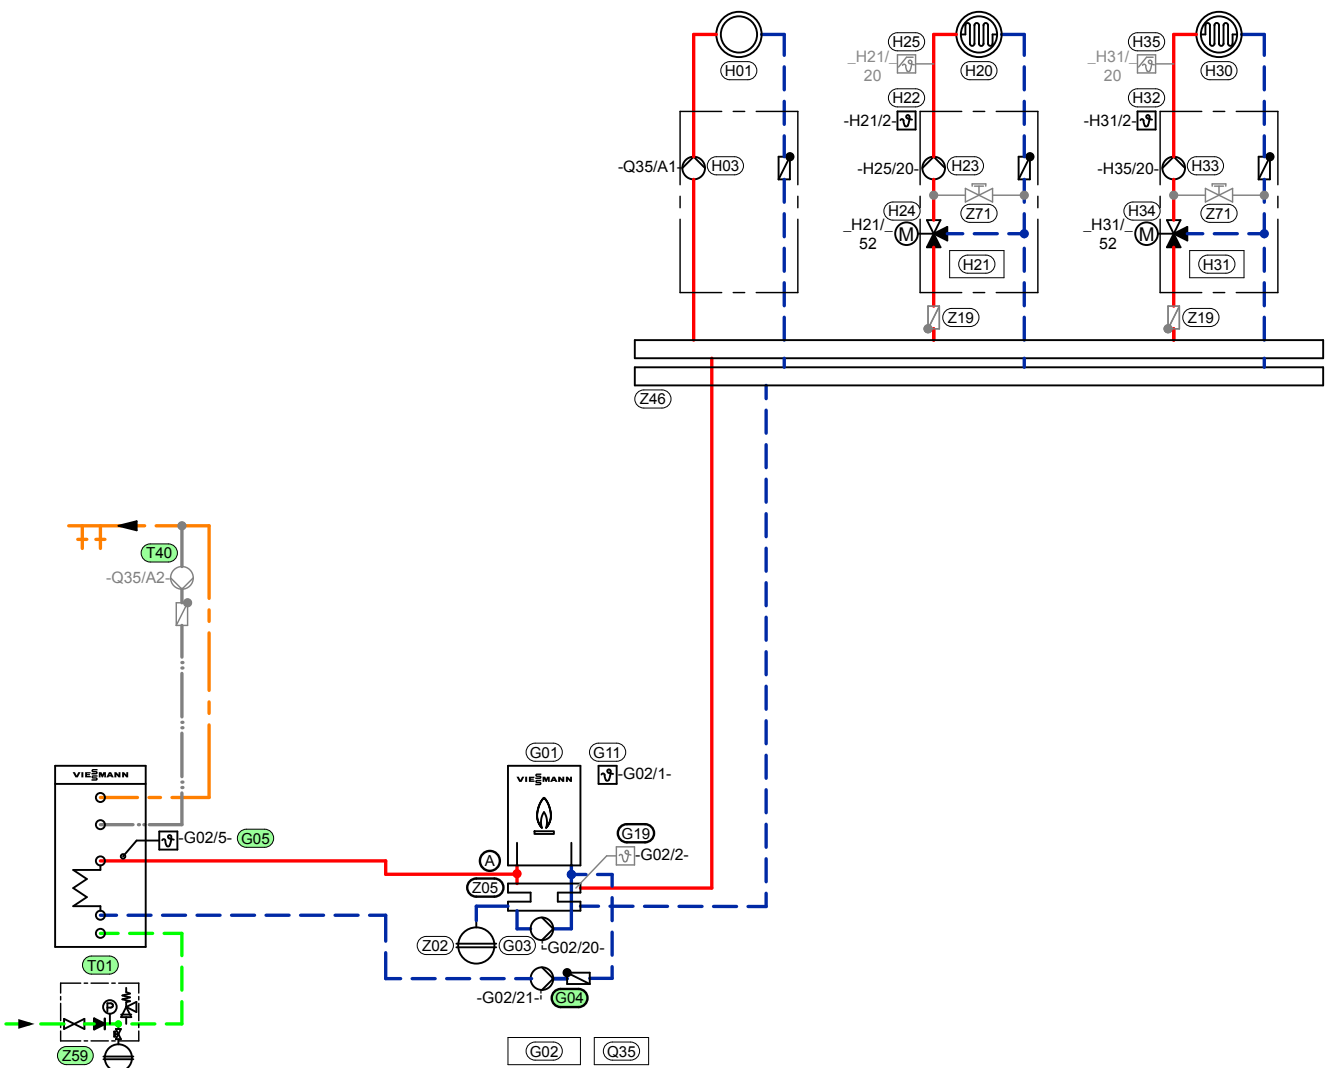 H25
H35
_H21/_
20
_H31/_
20
H01
H20
H30
H22
H32
-H21/2-
-H31/2-
-Q35/A1-
H03
-H25/20-
H23
-H35/20-
H33
H24
Z71
H34
Z71
_H21/_
52
M
_H31/_
52
M
H21
H31
Z19
Z19
Z46
T40
-Q35/A2-
G01
G11
VIESSMANN
VIESSMANN
-G02/1-
-G02/5-
G05
G19
-G02/2-
A
Z05
Z02
G03
-G02/20-
T01
-G02/21-
G04
P
Z59
G02
Q35